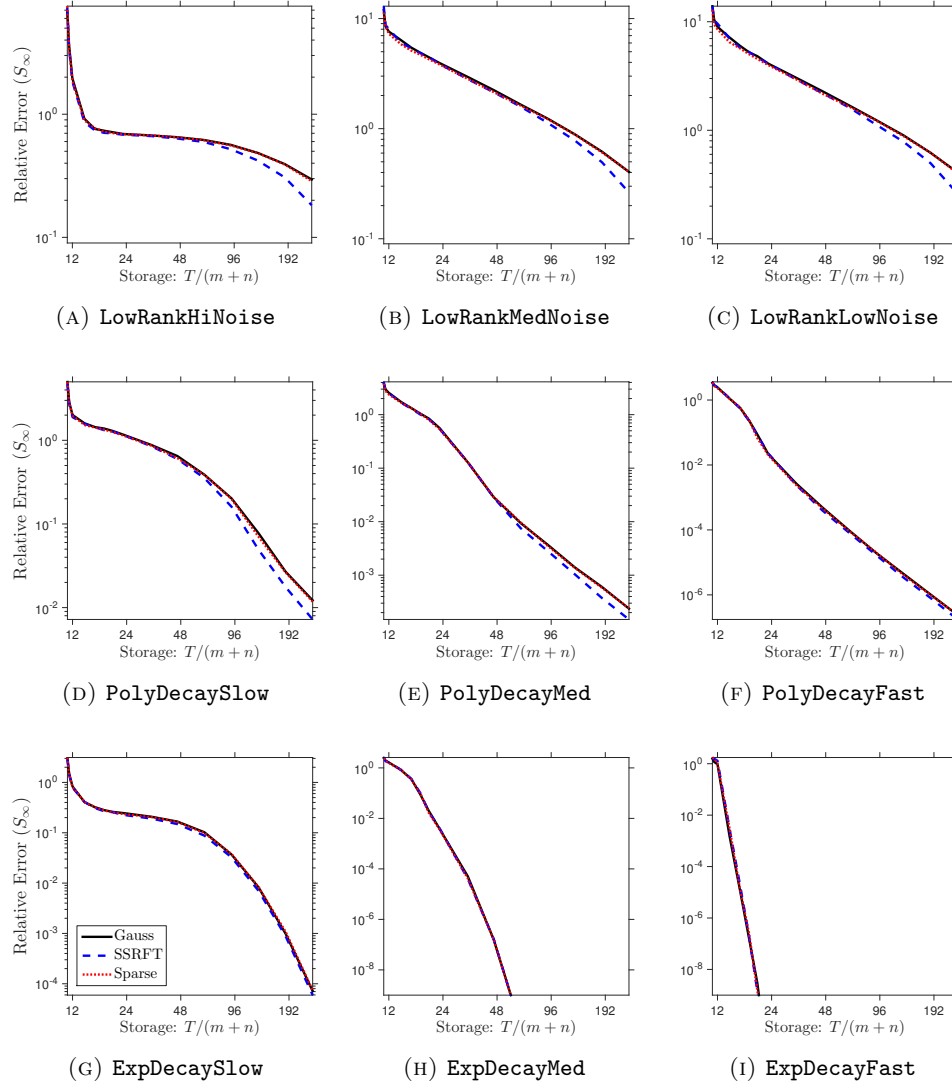 Relative Error (S∞)
10^0
10^-1
12 24 48 96 192
Storage: T/(m + n)
(A) LowRankHiNoise
10^1
10^0
10^-1
12 24 48 96 192
Storage: T/(m + n)
(B) LowRankMedNoise
10^1
10^0
10^-1
12 24 48 96 192
Storage: T/(m + n)
(C) LowRankLowNoise
Relative Error (S∞)
10^0
10^-1
10^-2
12 24 48 96 192
Storage: T/(m + n)
(D) PolyDecaySlow
10^0
10^-1
10^-2
10^-3
12 24 48 96 192
Storage: T/(m + n)
(E) PolyDecayMed
10^0
10^-2
10^-4
10^-6
12 24 48 96 192
Storage: T/(m + n)
(F) PolyDecayFast
Relative Error (S∞)
10^0
10^-1
10^-2
10^-3
10^-4
Gauss
SSRFT
Sparse
12 24 48 96 192
Storage: T/(m + n)
(G) ExpDecaySlow
10^0
10^-2
10^-4
10^-6
10^-8
12 24 48 96 192
Storage: T/(m + n)
(H) ExpDecayMed
10^0
10^-2
10^-4
10^-6
10^-8
12 24 48 96 192
Storage: T/(m + n)
(I) ExpDecayFast